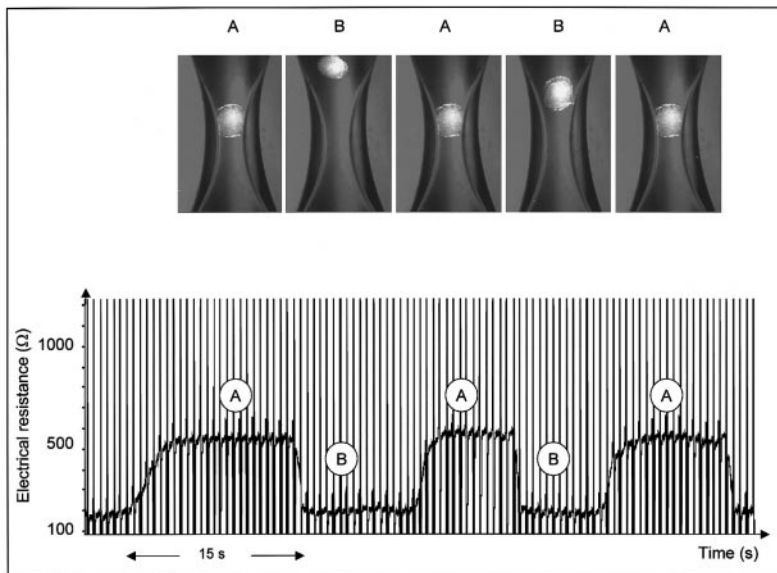 A B A B A
Electrical resistance (Ω)
1000
A A A
500
B B
100
15 s Time (s)